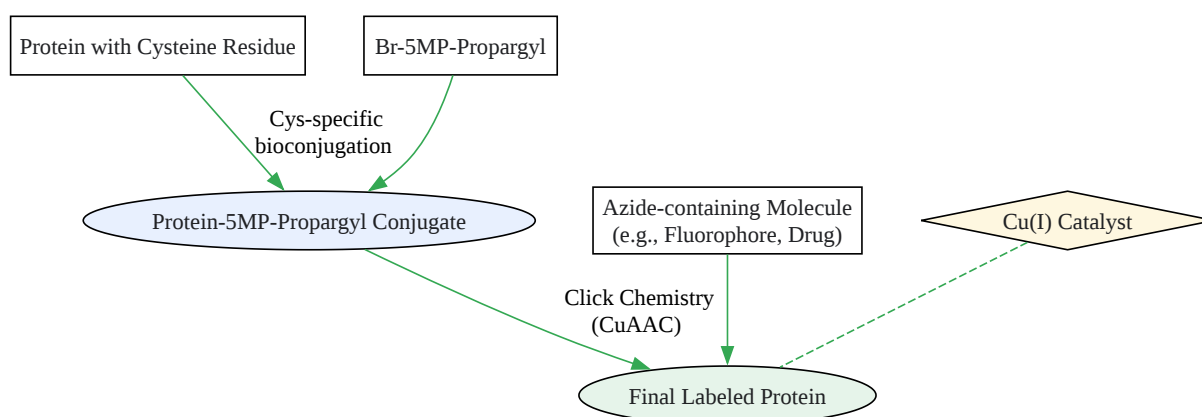 Protein with Cysteine Residue
Br-5MP-Propargyl
Cys-specific
bioconjugation
Protein-5MP-Propargyl Conjugate
Azide-containing Molecule
(e.g., Fluorophore, Drug)
Cu(I) Catalyst
Click Chemistry
(CuAAC)
Final Labeled Protein